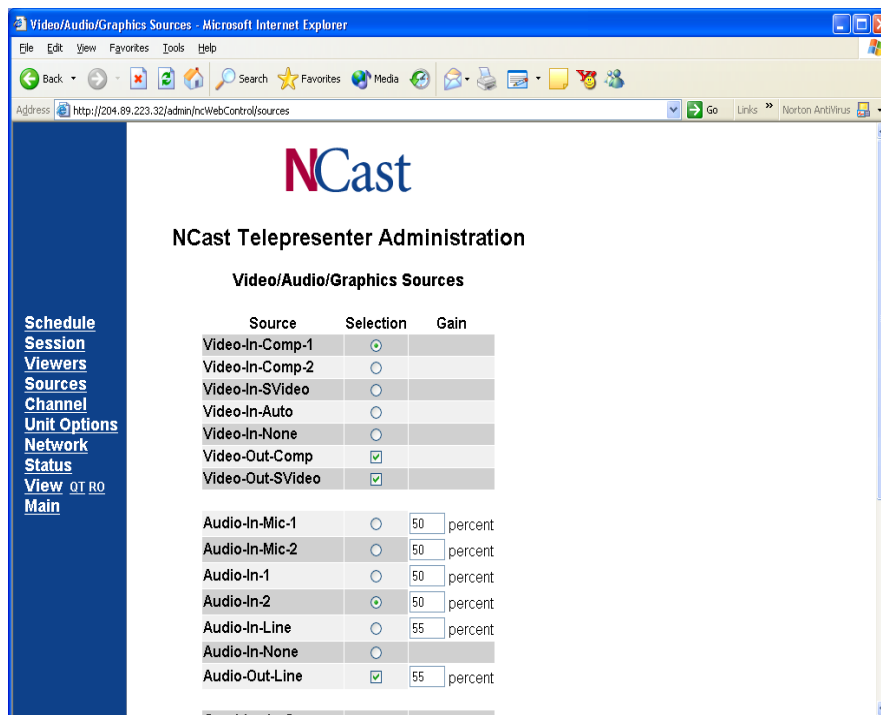 Video/Audio/Graphics Sources - Microsoft Internet Explorer
File Edit View Favorites Tools Help
Back Search Favorites Media
Address http://204.89.223.32/admin/ncWebControl/sources Go Links » Norton AntiVirus
NCast
NCast Telepresenter Administration
Video/Audio/Graphics Sources
Schedule
Session
Viewers
Sources
Channel
Unit Options
Network
Status
View QT RO
Main
Source Selection Gain
Video-In-Comp-1
Video-In-Comp-2
Video-In-SVideo
Video-In-Auto
Video-In-None
Video-Out-Comp
Video-Out-SVideo
Audio-In-Mic-1 50 percent
Audio-In-Mic-2 50 percent
Audio-In-1 50 percent
Audio-In-2 50 percent
Audio-In-Line 55 percent
Audio-In-None
Audio-Out-Line 55 percent